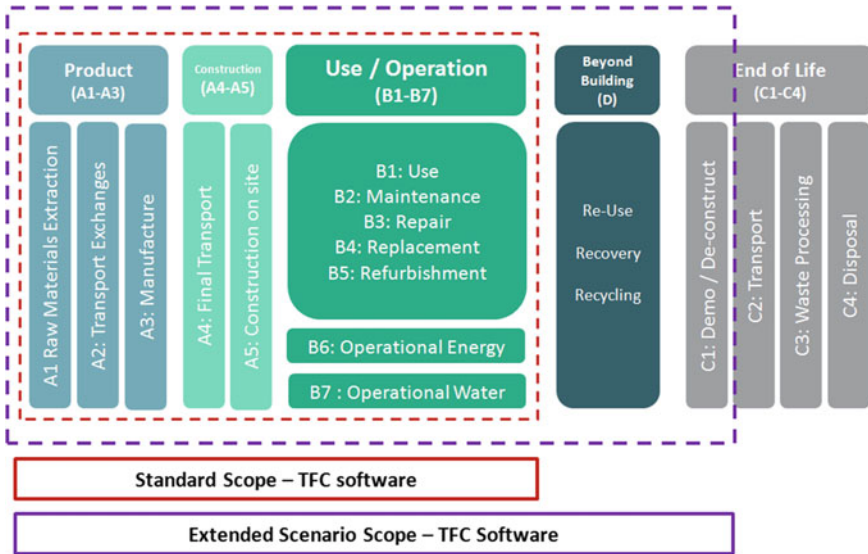 Product
(A1-A3)
Construction
(A4-A5)
Use / Operation
(B1-B7)
Beyond
Building
(D)
End of Life
(C1-C4)
A1 Raw Materials Extraction
A2: Transport Exchanges
A3: Manufacture
A4: Final Transport
A5: Construction on site
B1: Use
B2: Maintenance
B3: Repair
B4: Replacement
B5: Refurbishment
B6: Operational Energy
B7 : Operational Water
Re-Use
Recovery
Recycling
C1: Demo / De-construct
C2: Transport
C3: Waste Processing
C4: Disposal
Standard Scope – TFC software
Extended Scenario Scope – TFC Software